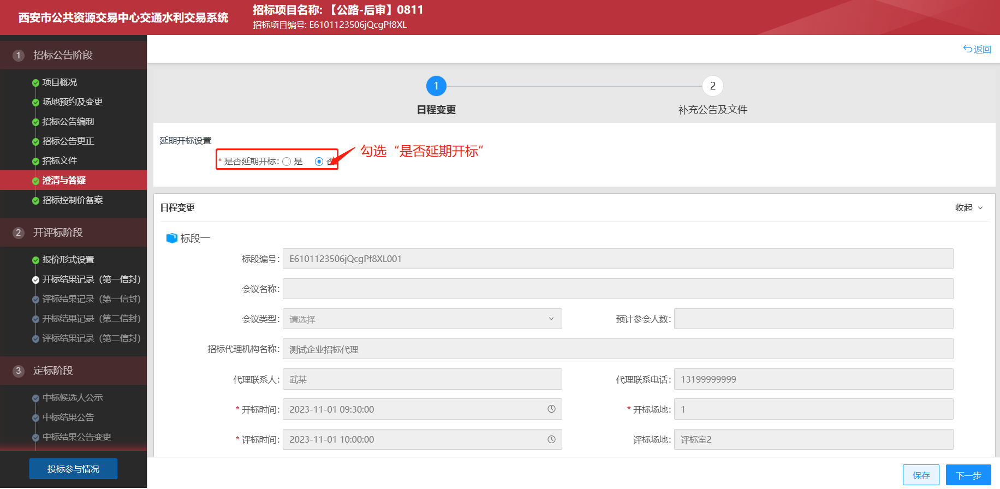 西安市公共资源交易中心交通水利交易系统
招标项目名称: 【公路-后审】0811
招标项目编号: E6101123506jQcgPf8XL
1 招标公告阶段
项目概况
场地预约及变更
招标公告编制
招标公告更正
招标文件
澄清与答疑
招标控制价备案
2 开评标阶段
报价形式设置
开标结果记录（第一信封）
评标结果记录（第一信封）
开标结果记录（第二信封）
评标结果记录（第二信封）
3 定标阶段
中标候选人公示
中标结果公告
中标结果公告变更
投标参与情况
返回
1
2
日程变更
补充公告及文件
延期开标设置
* 是否延期开标: 是 否
勾选“是否延期开标”
日程变更
收起
标段一
标段编号: E6101123506jQcgPf8XL001
会议名称:
会议类型: 请选择
预计参会人数:
招标代理机构名称: 测试企业招标代理
代理联系人: 武某
代理联系电话: 13199999999
* 开标时间: 2023-11-01 09:30:00
* 开标场地: 1
* 评标时间: 2023-11-01 10:00:00
评标场地: 评标室2
保存
下一步